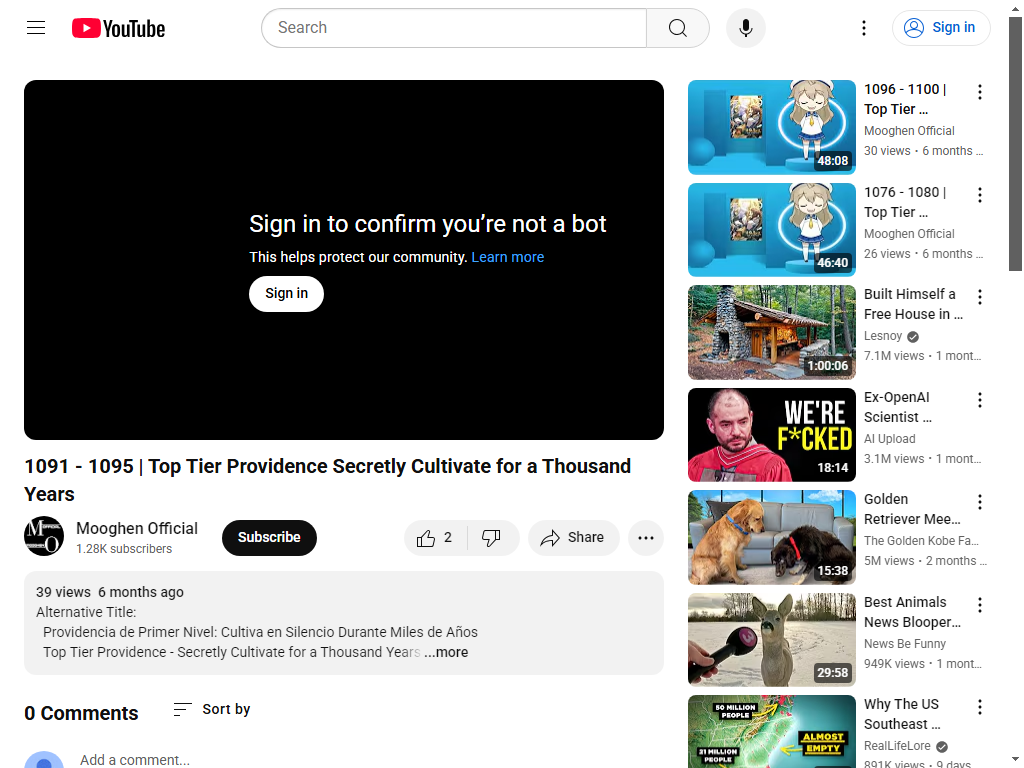 YouTube
Search
Sign in
Sign in to confirm you’re not a bot
This helps protect our community. Learn more
Sign in
1091 - 1095 | Top Tier Providence Secretly Cultivate for a Thousand
Years
Mooghen Official
1.28K subscribers
Subscribe
2
Share
39 views 6 months ago
Alternative Title:
Providencia de Primer Nivel: Cultiva en Silencio Durante Miles de Años
Top Tier Providence - Secretly Cultivate for a Thousand Years ...more
0 Comments
Sort by
Add a comment...
48:08
1096 - 1100 |
Top Tier ...
Mooghen Official
30 views • 6 months ...
46:40
1076 - 1080 |
Top Tier ...
Mooghen Official
26 views • 6 months ...
1:00:06
Built Himself a
Free House in ...
Lesnoy
7.1M views • 1 mont...
WE'RE
F*CKED
18:14
Ex-OpenAI
Scientist ...
AI Upload
3.1M views • 1 mont...
15:38
Golden
Retriever Mee...
The Golden Kobe Fa...
5M views • 2 months ...
29:58
Best Animals
News Blooper...
News Be Funny
949K views • 1 mont...
50 MILLION
PEOPLE
31 MILLION
PEOPLE
ALMOST
EMPTY
Why The US
Southeast ...
RealLifeLore
891K views • 9 days